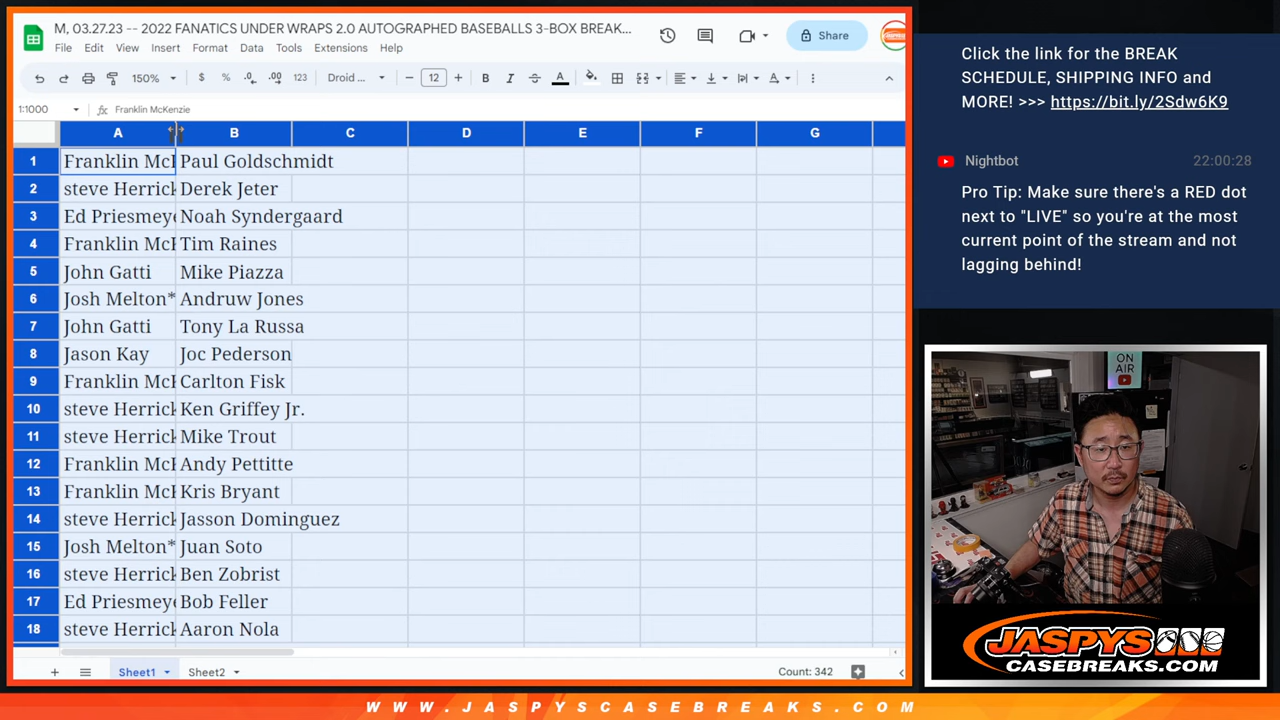 M, 03.27.23 -- 2022 FANATICS UNDER WRAPS 2.0 AUTOGRAPHED BASEBALLS 3-BOX BREAK...
File Edit View Insert Format Data Tools Extensions Help
Share
150% $ % .0 .00 123 Droid ... − 12 + B I S A
1:1000 fx Franklin McKenzie
A B C D E F G
1 Franklin McK Paul Goldschmidt
2 steve Herrick Derek Jeter
3 Ed Priesmeye Noah Syndergaard
4 Franklin McK Tim Raines
5 John Gatti Mike Piazza
6 Josh Melton* Andruw Jones
7 John Gatti Tony La Russa
8 Jason Kay Joc Pederson
9 Franklin McK Carlton Fisk
10 steve Herrick Ken Griffey Jr.
11 steve Herrick Mike Trout
12 Franklin McK Andy Pettitte
13 Franklin McK Kris Bryant
14 steve Herrick Jasson Dominguez
15 Josh Melton* Juan Soto
16 steve Herrick Ben Zobrist
17 Ed Priesmeye Bob Feller
18 steve Herrick Aaron Nola
+ Sheet1 Sheet2 Count: 342
Click the link for the BREAK
SCHEDULE, SHIPPING INFO and
MORE! >>> https://bit.ly/2Sdw6K9
Nightbot 22:00:28
Pro Tip: Make sure there's a RED dot
next to "LIVE" so you're at the most
current point of the stream and not
lagging behind!
ON
AIR
JASPYS
CASEBREAKS.COM
WWW.JASPYSCASEBREAKS.COM